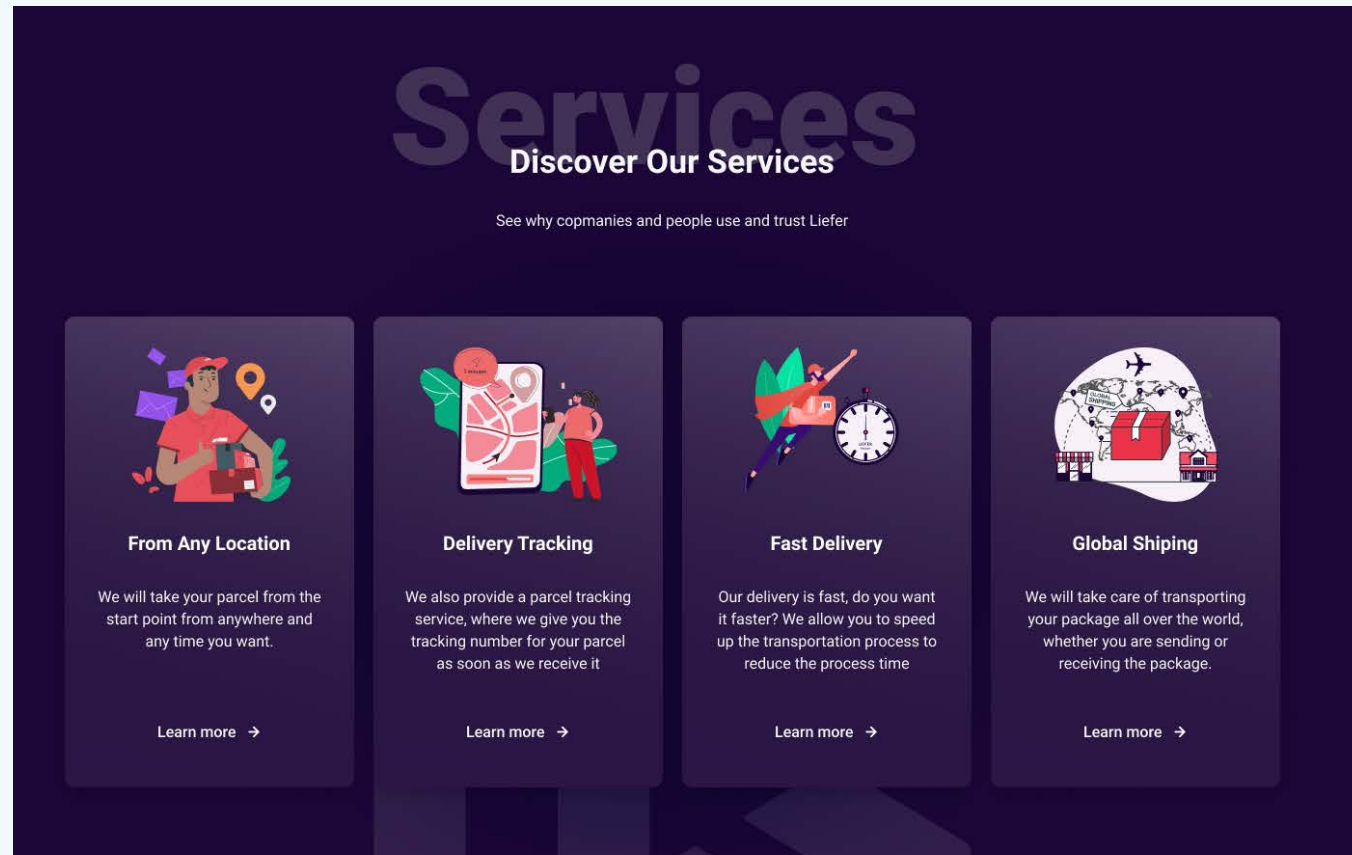 Services
Discover Our Services
See why copmanies and people use and trust Liefer
From Any Location
We will take your parcel from the
start point from anywhere and
any time you want.
Learn more
Delivery Tracking
We also provide a parcel tracking
service, where we give you the
tracking number for your parcel
as soon as we receive it
Learn more
Fast Delivery
Our delivery is fast, do you want
it faster? We allow you to speed
up the transportation process to
reduce the process time
Learn more
GLOBAL
SHIPPING
Global Shiping
We will take care of transporting
your package all over the world,
whether you are sending or
receiving the package.
Learn more